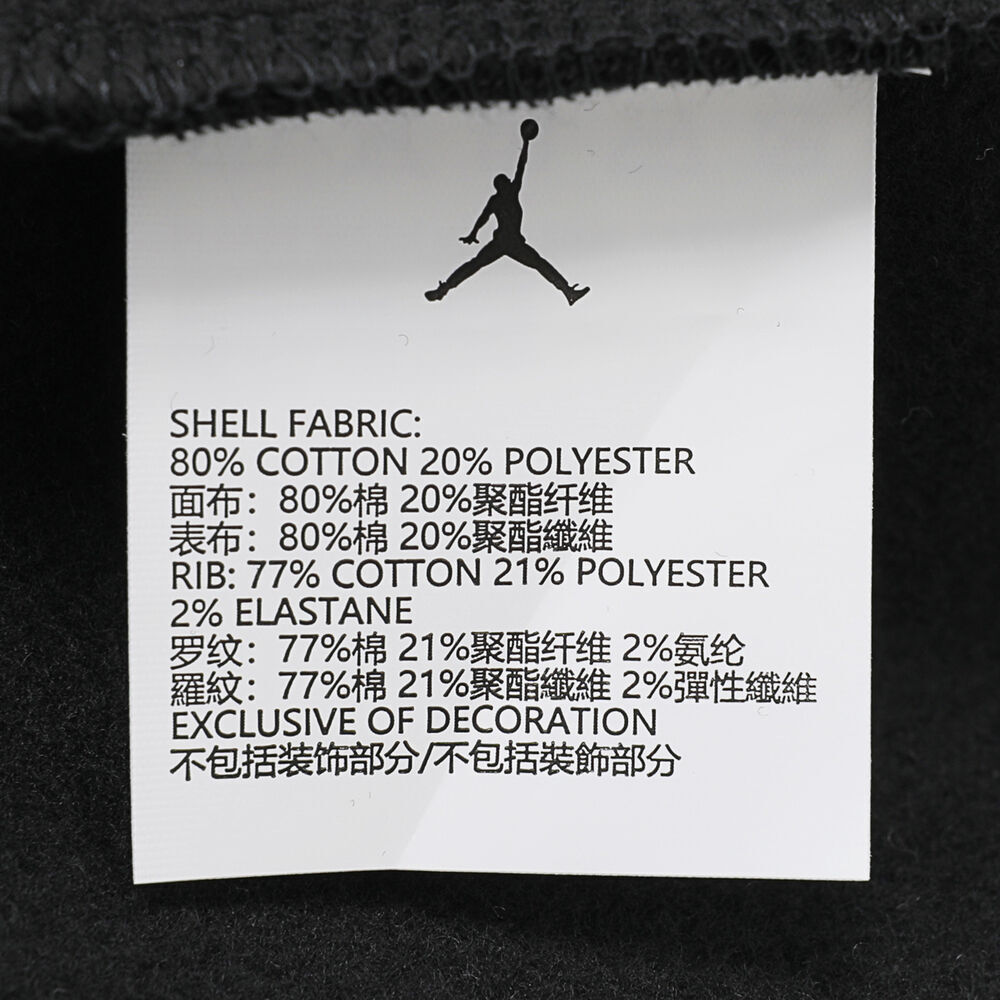 SHELL FABRIC:
80% COTTON 20% POLYESTER
面布：80%棉 20%聚酯纤维
表布：80%棉 20%聚酯纖維
RIB: 77% COTTON 21% POLYESTER
2% ELASTANE
罗纹：77%棉 21%聚酯纤维 2%氨纶
羅紋：77%棉 21%聚酯纖維 2%彈性纖維
EXCLUSIVE OF DECORATION
不包括装饰部分/不包括裝飾部分